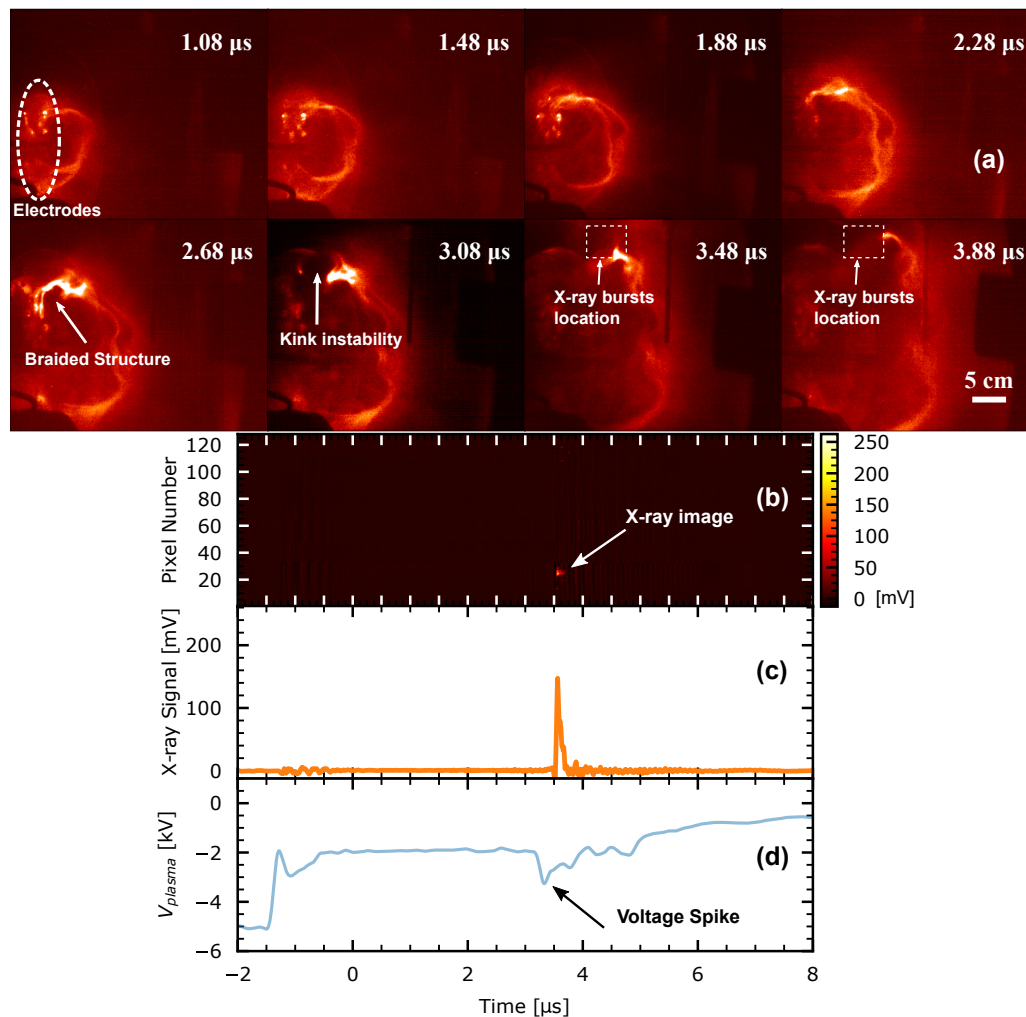 1.08 µs
1.48 µs
1.88 µs
2.28 µs
(a)
Electrodes
2.68 µs
3.08 µs
3.48 µs
3.88 µs
Braided Structure
Kink instability
X-ray bursts
location
X-ray bursts
location
5 cm
Pixel Number
120
100
80
60
40
20
(b)
X-ray image
250
200
150
100
50
0 [mV]
X-ray Signal [mV]
200
100
0
(c)
V_plasma [kV]
0
−2
−4
−6
(d)
Voltage Spike
−2 0 2 4 6 8
Time [µs]